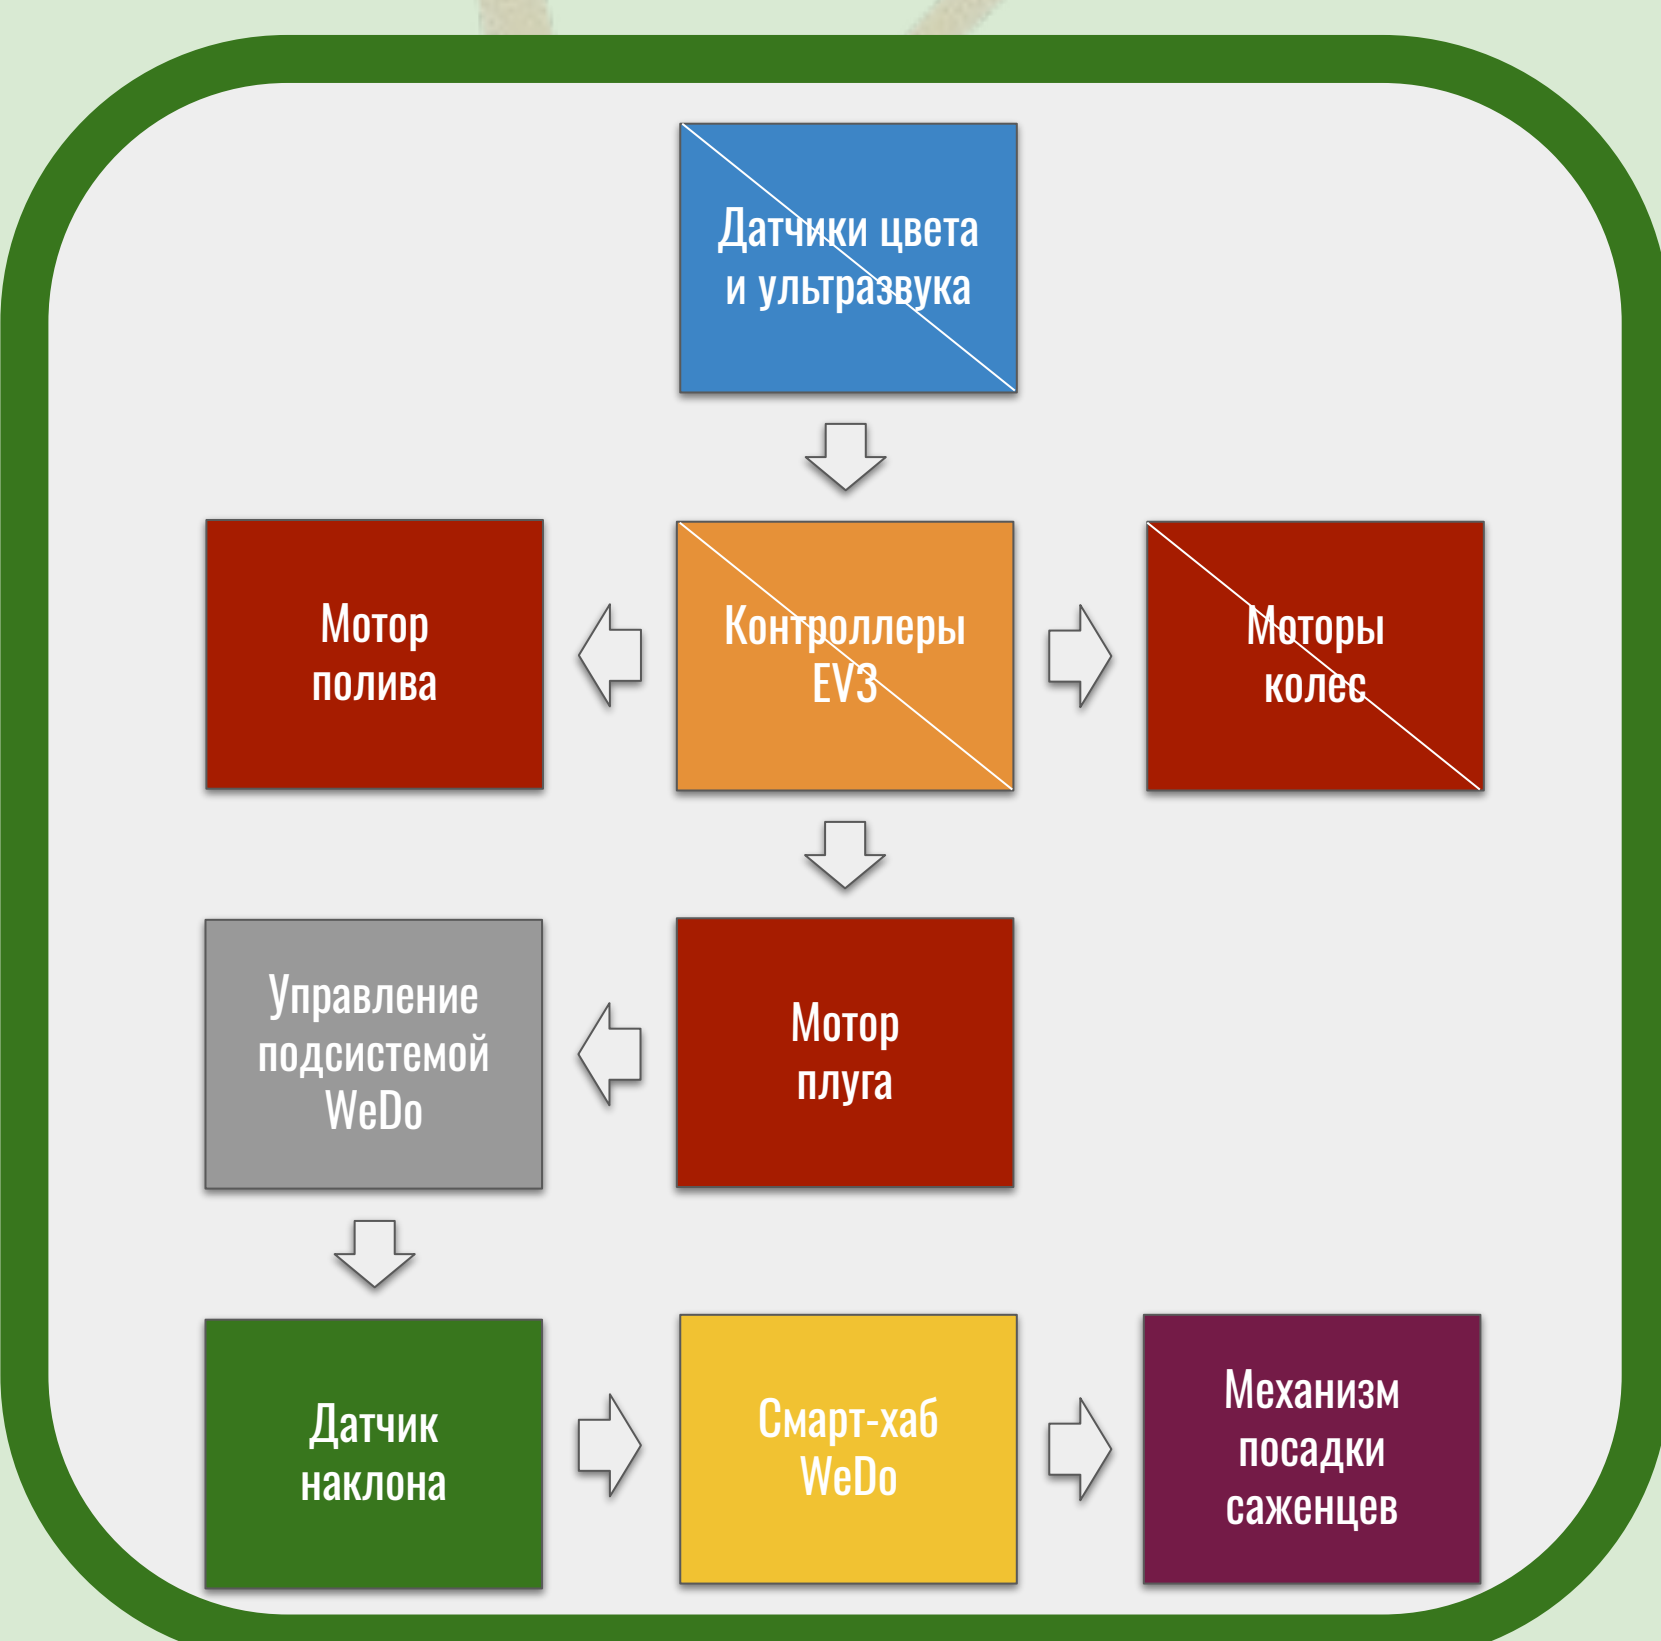 Датчики цвета
и ультразвука
Мотор
полива
Контроллеры
EV3
Моторы
колес
Управление
подсистемой
WeDo
Мотор
плуга
Датчик
наклона
Смарт-хаб
WeDo
Механизм
посадки
саженцев